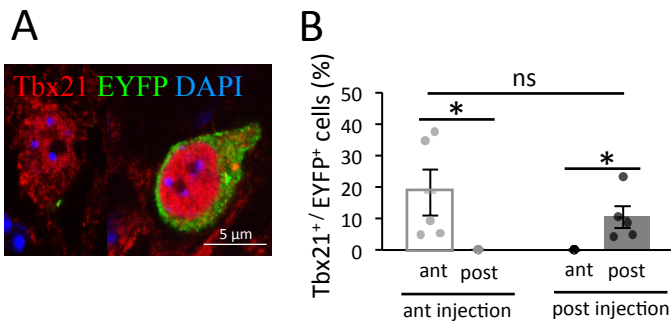 A
Tbx21 EYFP DAPI
5 µm
B
Tbx21⁺/ EYFP⁺ cells (%)
50
40
30
20
10
0
ns
*
*
ant post
ant post
ant injection
post injection